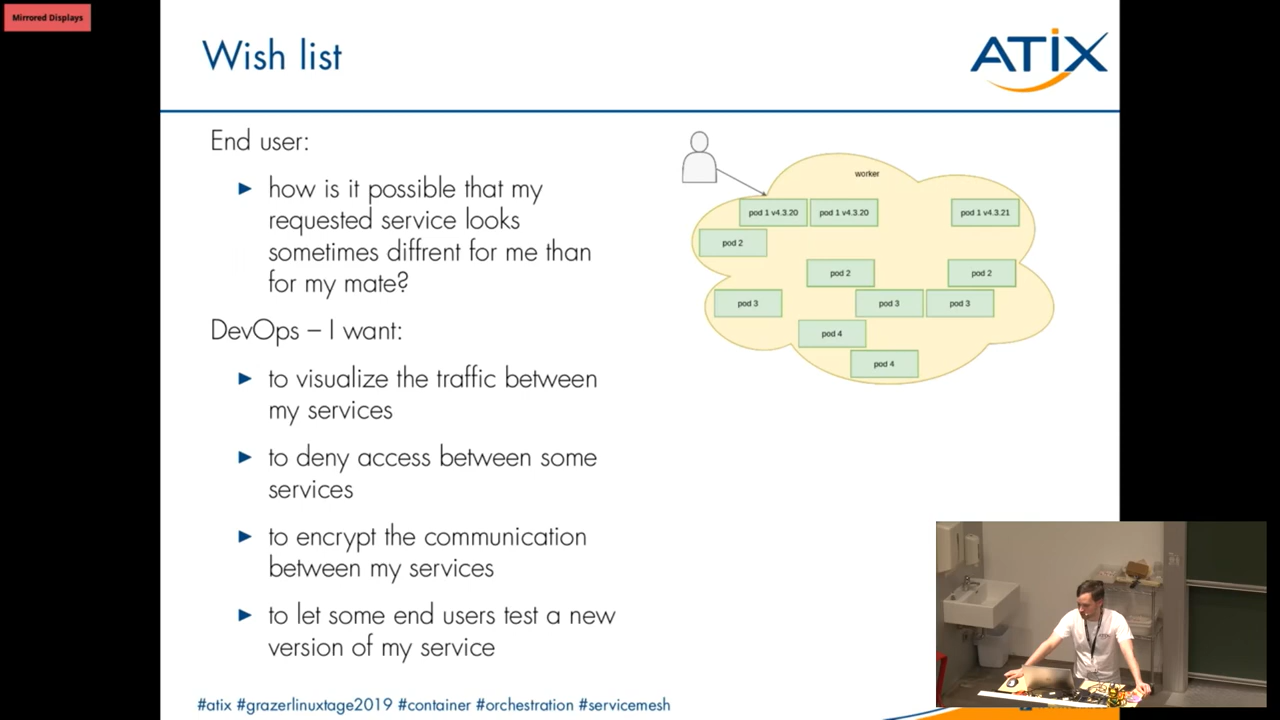 Mirrored Displays
Wish list
ATIX
End user:
► how is it possible that my
requested service looks
sometimes diffrent for me than
for my mate?
DevOps – I want:
► to visualize the traffic between
my services
► to deny access between some
services
► to encrypt the communication
between my services
► to let some end users test a new
version of my service
worker
pod 1 v4.3.20
pod 1 v4.3.20
pod 1 v4.3.21
pod 2
pod 2
pod 2
pod 3
pod 3
pod 3
pod 4
pod 4
#atix #grazerlinuxtage2019 #container #orchestration #servicemesh